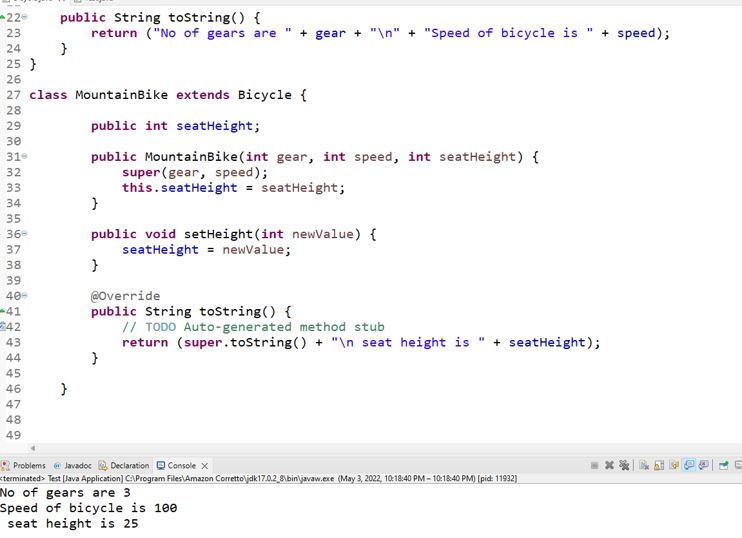 22 public String toString() {
23 return ("No of gears are " + gear + "\n" + "Speed of bicycle is " + speed);
24 }
25 }
26
27 class MountainBike extends Bicycle {
28
29 public int seatHeight;
30
31 public MountainBike(int gear, int speed, int seatHeight) {
32 super(gear, speed);
33 this.seatHeight = seatHeight;
34 }
35
36 public void setHeight(int newValue) {
37 seatHeight = newValue;
38 }
39
40 @Override
41 public String toString() {
42 // TODO Auto-generated method stub
43 return (super.toString() + "\n seat height is " + seatHeight);
44 }
45
46 }
47
48
49
Problems @ Javadoc Declaration Console
<terminated> Test [Java Application] C:\Program Files\Amazon Corretto\jdk17.0.2_8\bin\javaw.exe (May 3, 2022, 10:18:40 PM – 10:18:40 PM) [pid: 11932]
No of gears are 3
Speed of bicycle is 100
seat height is 25